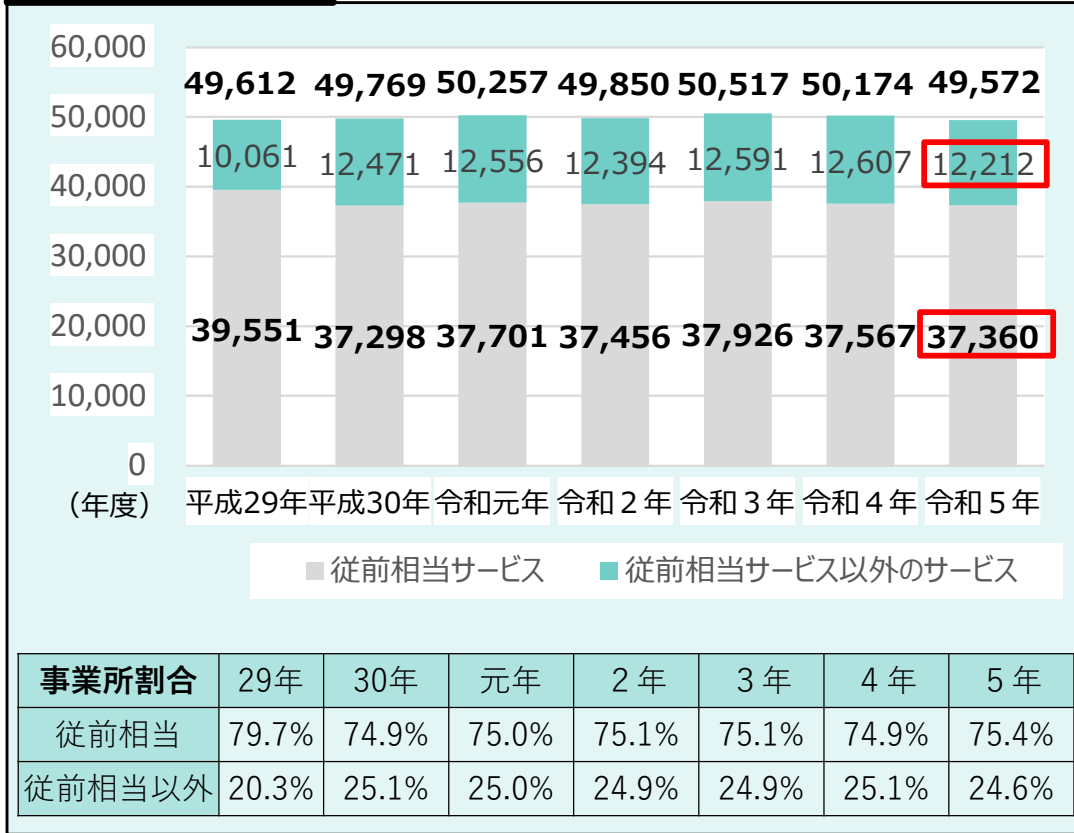 60,000
49,612 49,769 50,257 49,850 50,517 50,174 49,572
50,000
10,061 12,471 12,556 12,394 12,591 12,607 12,212
40,000
30,000
20,000
39,551 37,298 37,701 37,456 37,926 37,567 37,360
10,000
0
（年度） 平成29年 平成30年 令和元年 令和２年 令和３年 令和４年 令和５年
従前相当サービス 従前相当サービス以外のサービス
事業所割合 29年 30年 元年 ２年 ３年 ４年 ５年
従前相当 79.7% 74.9% 75.0% 75.1% 75.1% 74.9% 75.4%
従前相当以外 20.3% 25.1% 25.0% 24.9% 24.9% 25.1% 24.6%